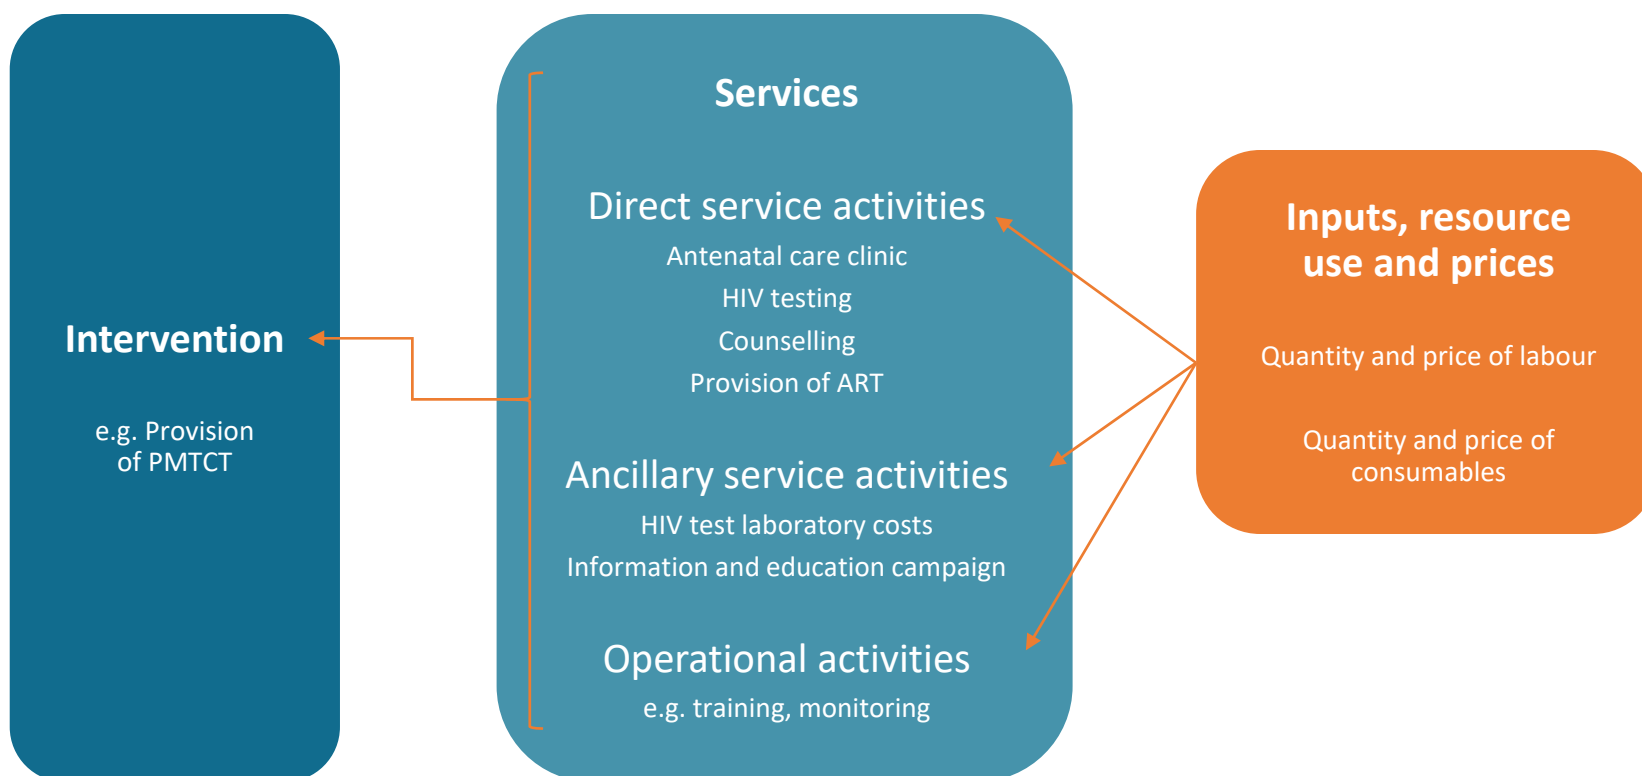 Intervention
e.g. Provision
of PMTCT
Services
Direct service activities
Antenatal care clinic
HIV testing
Counselling
Provision of ART
Ancillary service activities
HIV test laboratory costs
Information and education campaign
Operational activities
e.g. training, monitoring
Inputs, resource
use and prices
Quantity and price of labour
Quantity and price of
consumables